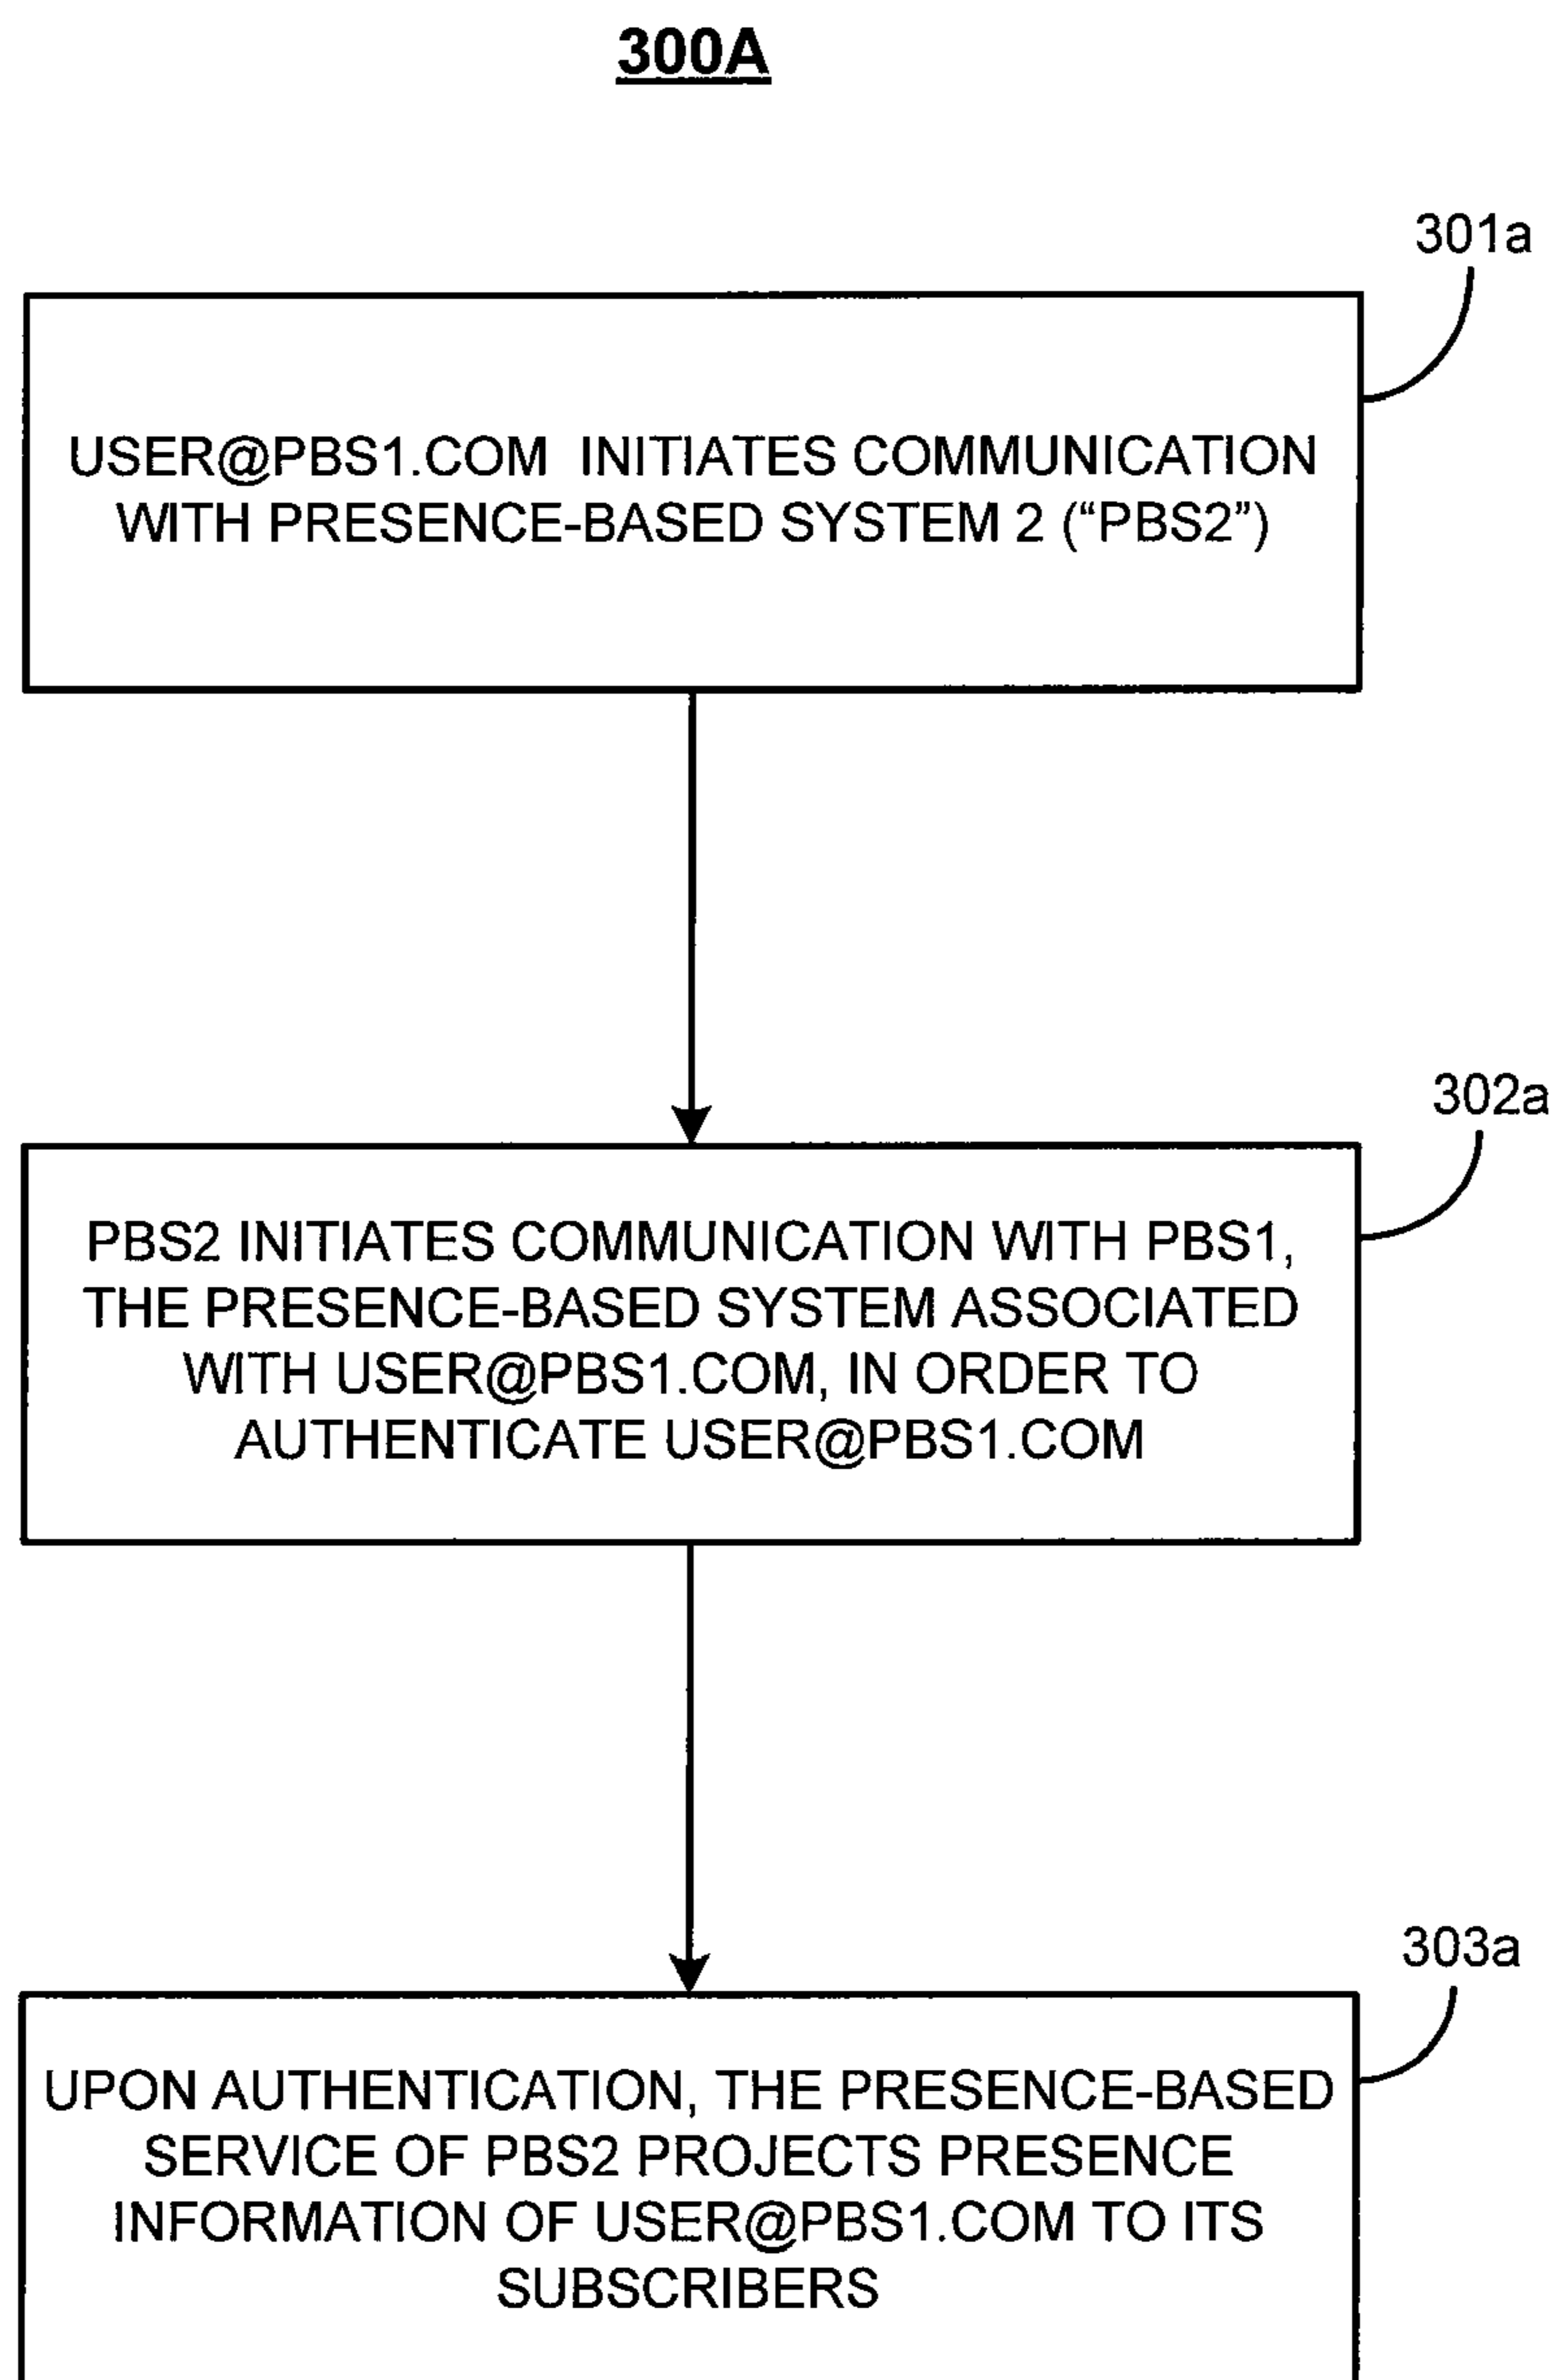 300A
301a
USER@PBS1.COM INITIATES COMMUNICATION
WITH PRESENCE-BASED SYSTEM 2 (“PBS2”)
302a
PBS2 INITIATES COMMUNICATION WITH PBS1,
THE PRESENCE-BASED SYSTEM ASSOCIATED
WITH USER@PBS1.COM, IN ORDER TO
AUTHENTICATE USER@PBS1.COM
303a
UPON AUTHENTICATION, THE PRESENCE-BASED
SERVICE OF PBS2 PROJECTS PRESENCE
INFORMATION OF USER@PBS1.COM TO ITS
SUBSCRIBERS